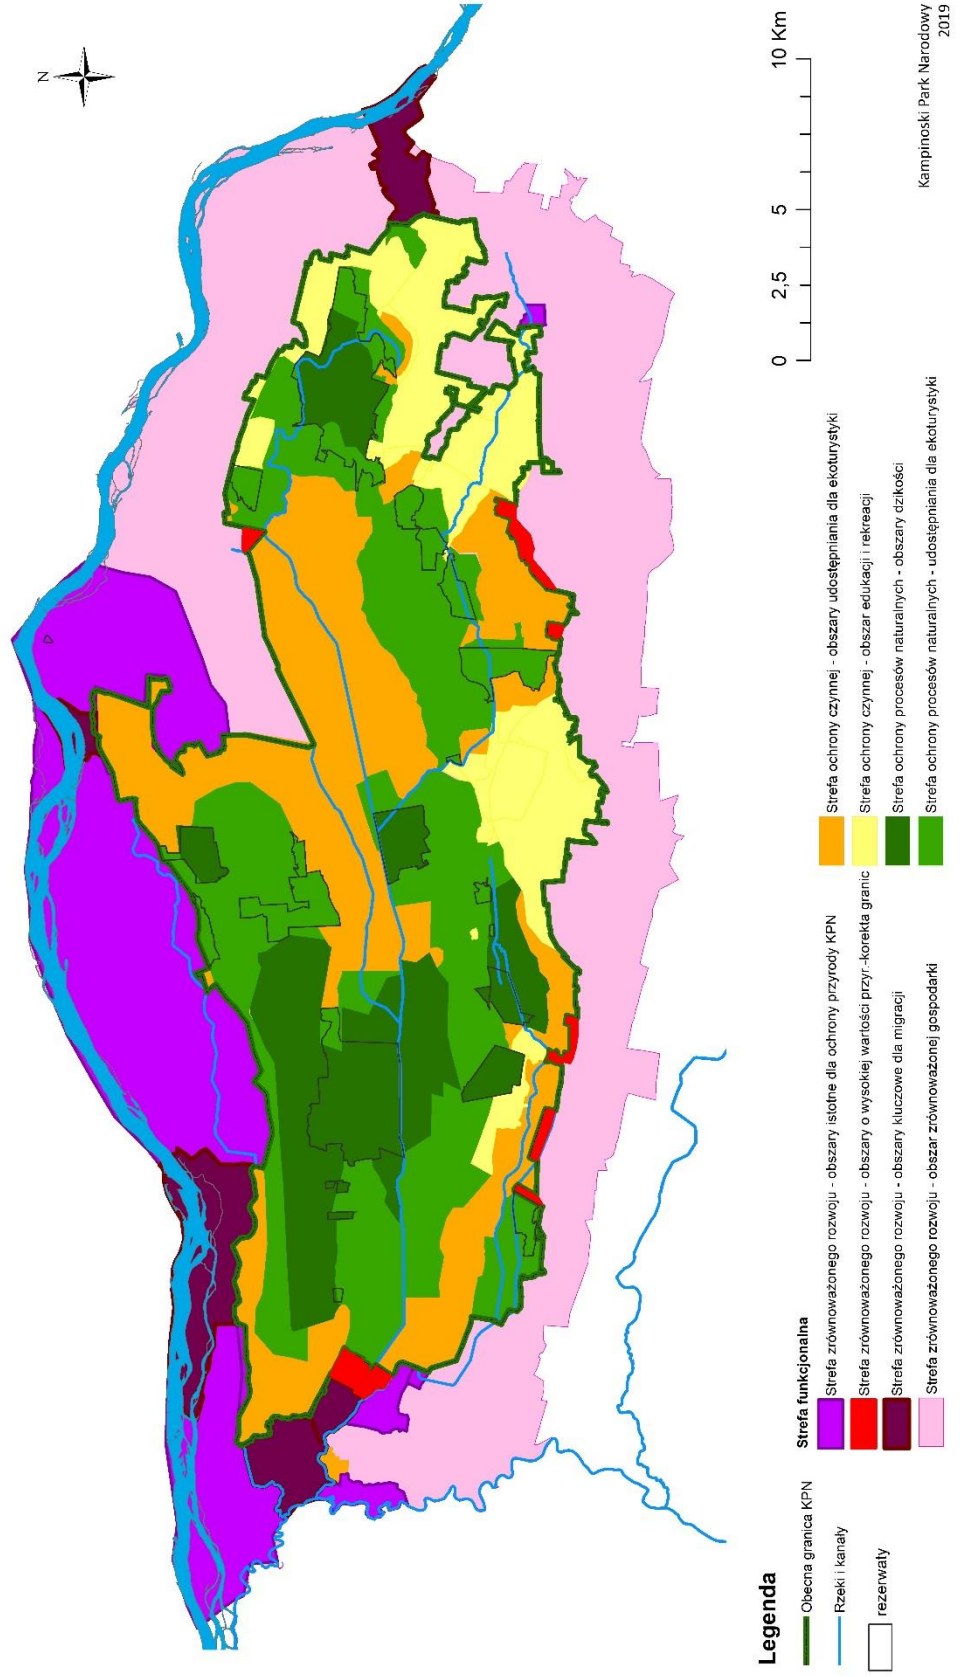 N
Legenda
Obecna granica KPN
Rzeki i kanały
rezerwaty
Strefa funkcjonalna
Strefa zrównoważonego rozwoju - obszary istotne dla ochrony przyrody KPN
Strefa zrównoważonego rozwoju - obszary o wysokiej wartości przyr.-korekta granic
Strefa zrównoważonego rozwoju - obszary kluczowe dla migracji
Strefa zrównoważonego rozwoju - obszar zrównoważonej gospodarki
Strefa ochrony czynnej - obszary udostępniania dla ekoturystyki
Strefa ochrony czynnej - obszar edukacji i rekreacji
Strefa ochrony procesów naturalnych - obszary dzikości
Strefa ochrony procesów naturalnych - udostępniania dla ekoturystyki
0 2,5 5 10 Km
Kampinoski Park Narodowy
2019